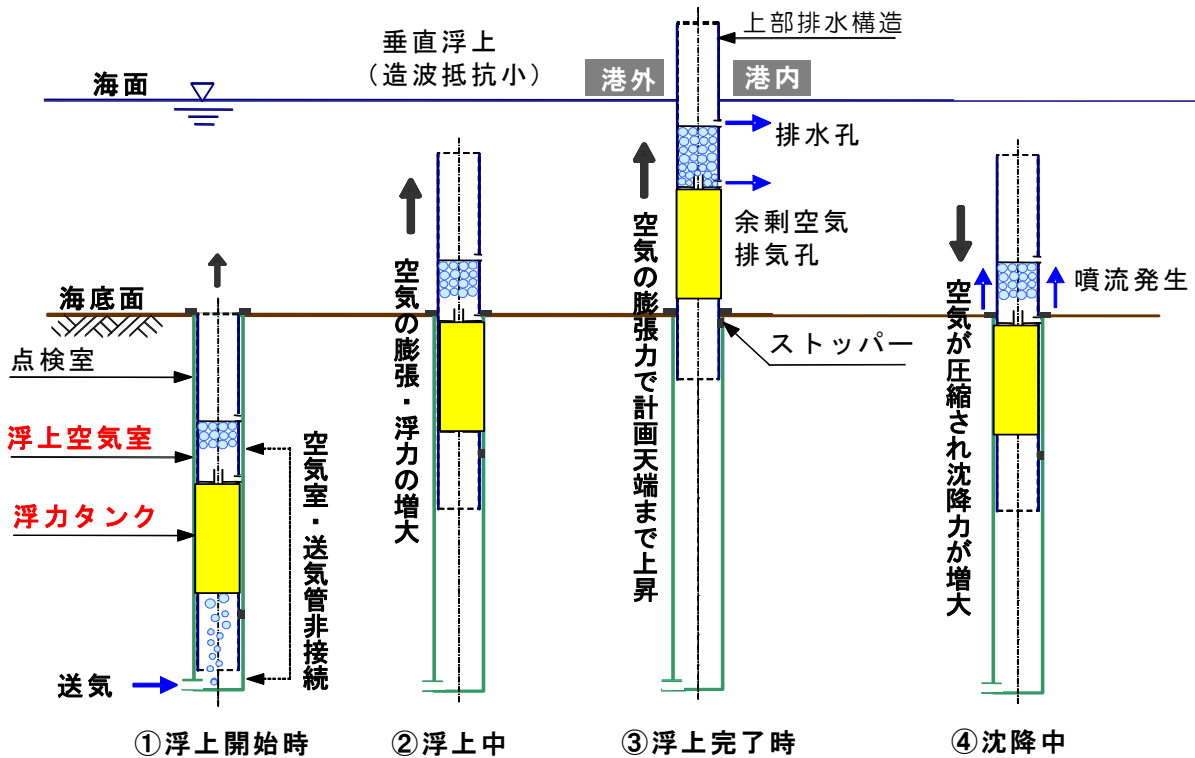 上部排水構造
垂直浮上
（造波抵抗小）
海面
港外
港内
排水孔
空気の膨張・浮力の増大
空気の膨張力で計画天端まで上昇
余剰空気
排気孔
空気が圧縮され沈降力が増大
噴流発生
海底面
点検室
ストッパー
浮上空気室
浮力タンク
空気室・送気管非接続
送気
①浮上開始時
②浮上中
③浮上完了時
④沈降中